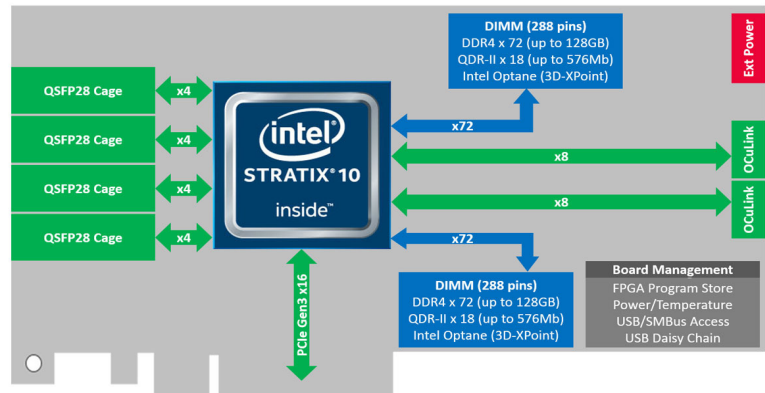 DIMM (288 pins)
DDR4 x 72 (up to 128GB)
QDR-II x 18 (up to 576Mb)
Intel Optane (3D-XPoint)
Ext Power
QSFP28 Cage
x4
QSFP28 Cage
x4
QSFP28 Cage
x4
QSFP28 Cage
x4
intel®
STRATIX® 10
inside™
x72
x8
OCuLink
x8
OCuLink
x72
PCIe Gen3 x16
DIMM (288 pins)
DDR4 x 72 (up to 128GB)
QDR-II x 18 (up to 576Mb)
Intel Optane (3D-XPoint)
Board Management
FPGA Program Store
Power/Temperature
USB/SMBus Access
USB Daisy Chain